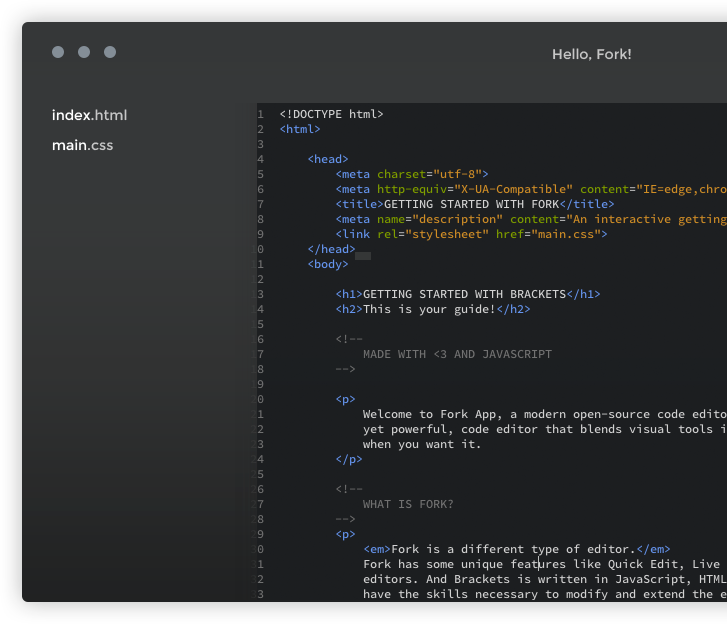 Hello, Fork!
index.html
main.css
1 <!DOCTYPE html>
2 <html>
3
4 <head>
5 <meta charset="utf-8">
6 <meta http-equiv="X-UA-Compatible" content="IE=edge,chro
7 <title>GETTING STARTED WITH FORK</title>
8 <meta name="description" content="An interactive getting
9 <link rel="stylesheet" href="main.css">
0 </head>
1 <body>
2
3 <h1>GETTING STARTED WITH BRACKETS</h1>
4 <h2>This is your guide!</h2>
5
6 <!--
7 MADE WITH <3 AND JAVASCRIPT
8 -->
9
0 <p>
1 Welcome to Fork App, a modern open-source code edito
2 yet powerful, code editor that blends visual tools i
3 when you want it.
4 </p>
5
6 <!--
7 WHAT IS FORK?
8 -->
9 <p>
0 <em>Fork is a different type of editor.</em>
1 Fork has some unique features like Quick Edit, Live
2 editors. And Brackets is written in JavaScript, HTML
3 have the skills necessary to modify and extend the e